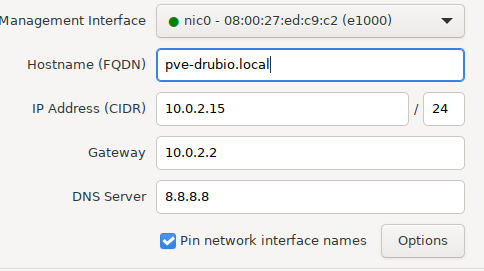 Management Interface nic0 - 08:00:27:ed:c9:c2 (e1000)
Hostname (FQDN) pve-drubio.local
IP Address (CIDR) 10.0.2.15 / 24
Gateway 10.0.2.2
DNS Server 8.8.8.8
Pin network interface names Options